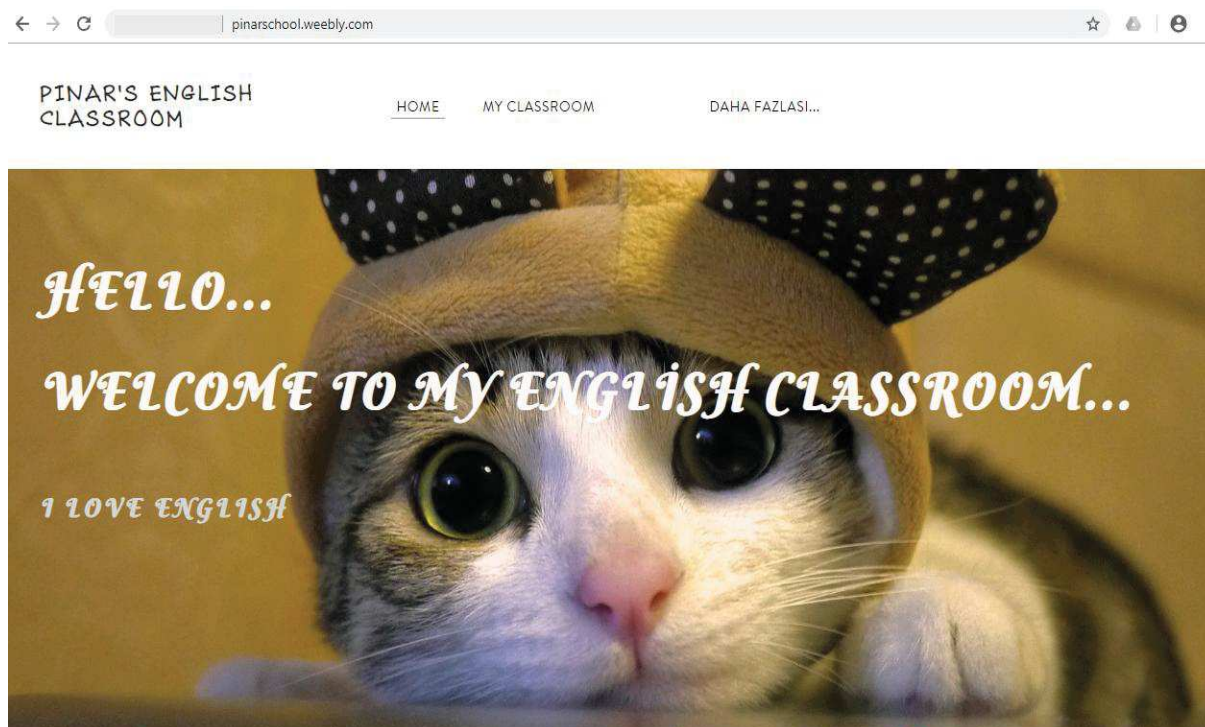 pinarschool.weebly.com
PINAR'S ENGLISH
CLASSROOM
HOME MY CLASSROOM DAHA FAZLASI...
HELLO...
WELCOME TO MY ENGLİSH CLASSROOM...
I LOVE ENGLISH